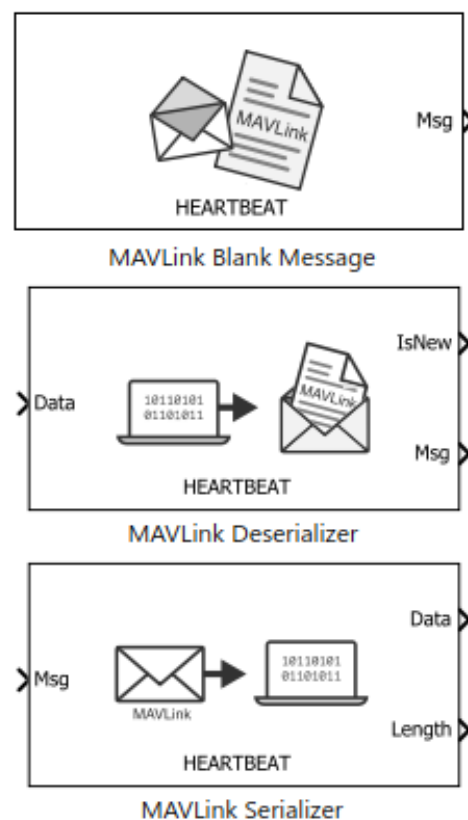 MAVLink
Msg
HEARTBEAT
MAVLink Blank Message
IsNew
Data
10110101
01101011
MAVLink
Msg
HEARTBEAT
MAVLink Deserializer
Data
Msg
10110101
01101011
MAVLink
Length
HEARTBEAT
MAVLink Serializer